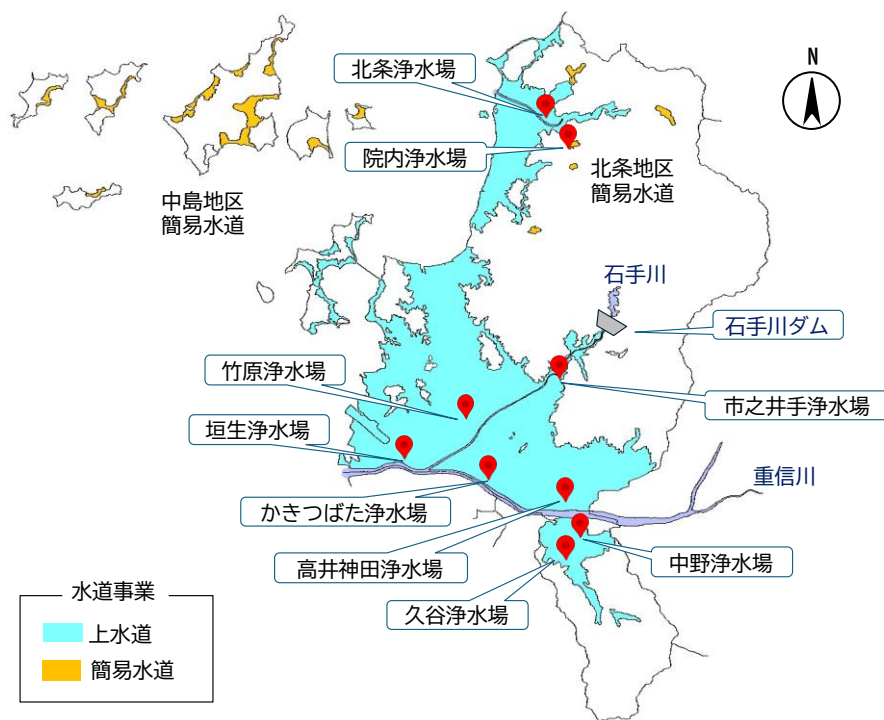 N
北条浄水場
院内浄水場
北条地区
簡易水道
中島地区
簡易水道
石手川
石手川ダム
竹原浄水場
市之井手浄水場
垣生浄水場
重信川
かきつばた浄水場
高井神田浄水場
中野浄水場
久谷浄水場
水道事業
上水道
簡易水道